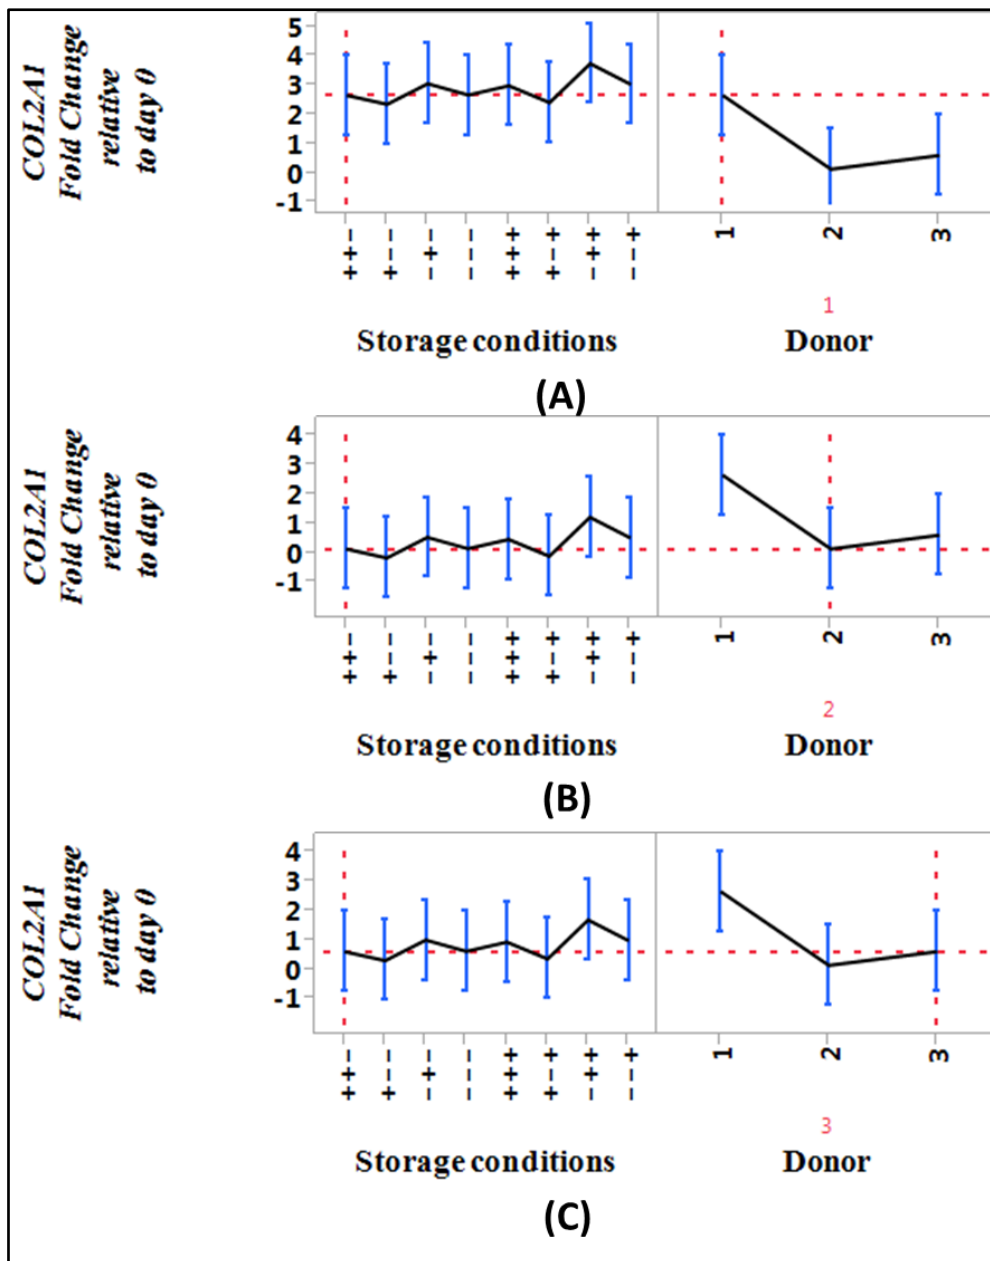 COL2A1
Fold Change
relative
to day 0
5
4
3
2
1
0
-1
++-
+--
-+-
---
+++
+-+
-++
--+
1
2
3
1
Storage conditions
Donor
(A)
COL2A1
Fold Change
relative
to day 0
4
3
2
1
0
-1
++-
+--
-+-
---
+++
+-+
-++
--+
1
2
3
2
Storage conditions
Donor
(B)
COL2A1
Fold Change
relative
to day 0
4
3
2
1
0
-1
++-
+--
-+-
---
+++
+-+
-++
--+
1
2
3
3
Storage conditions
Donor
(C)